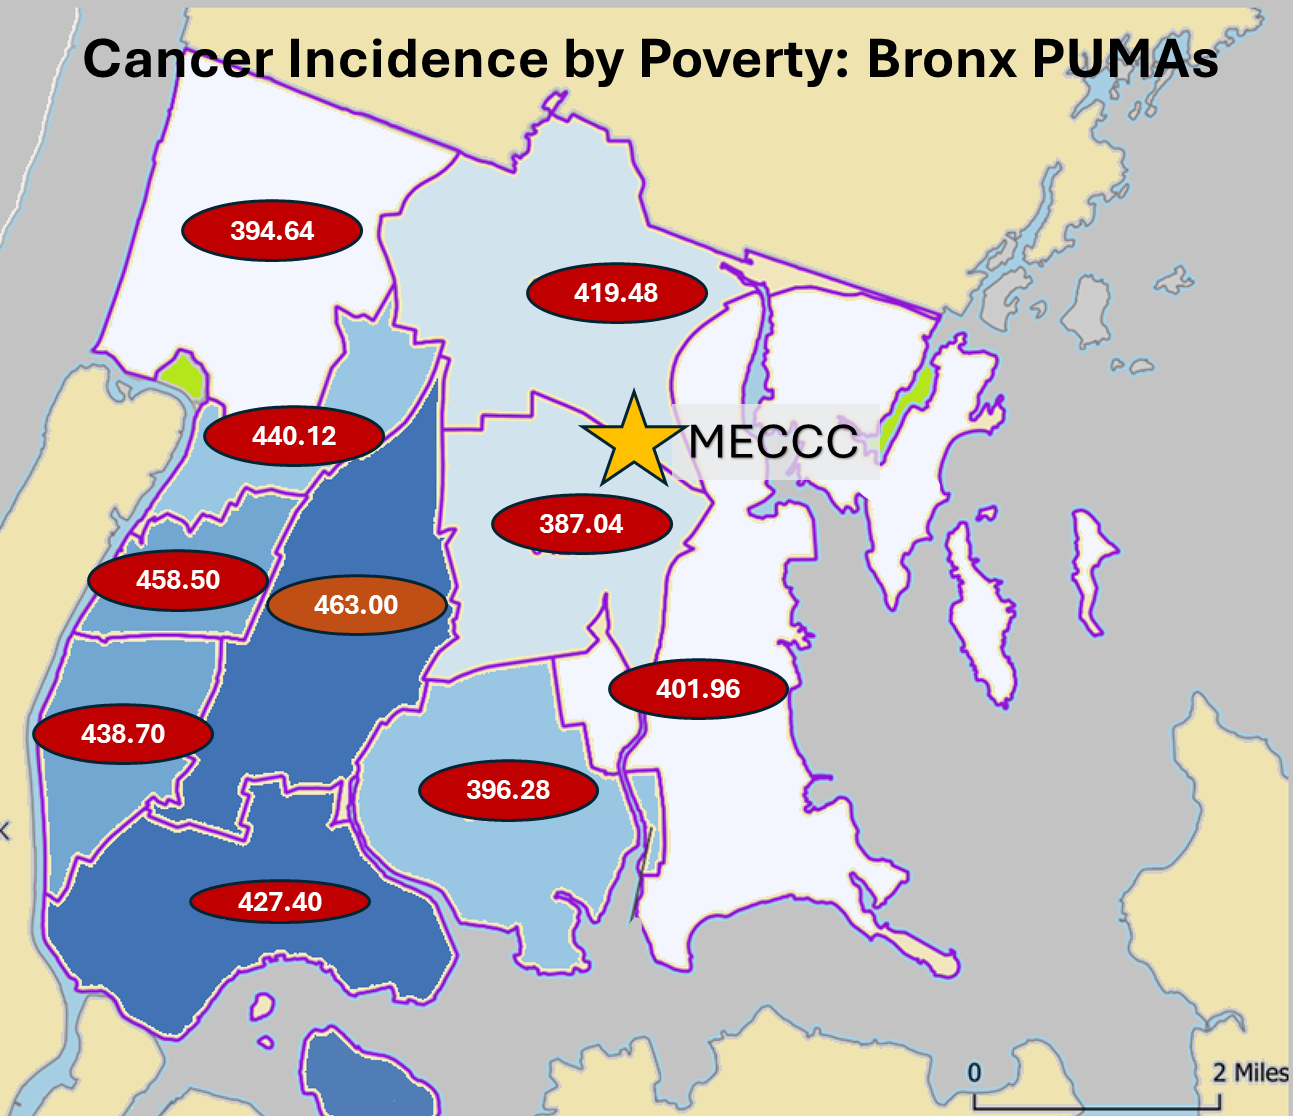 Cancer Incidence by Poverty: Bronx PUMAs
394.64
419.48
440.12
MECCC
387.04
458.50
463.00
401.96
438.70
396.28
K
427.40
0 2 Miles